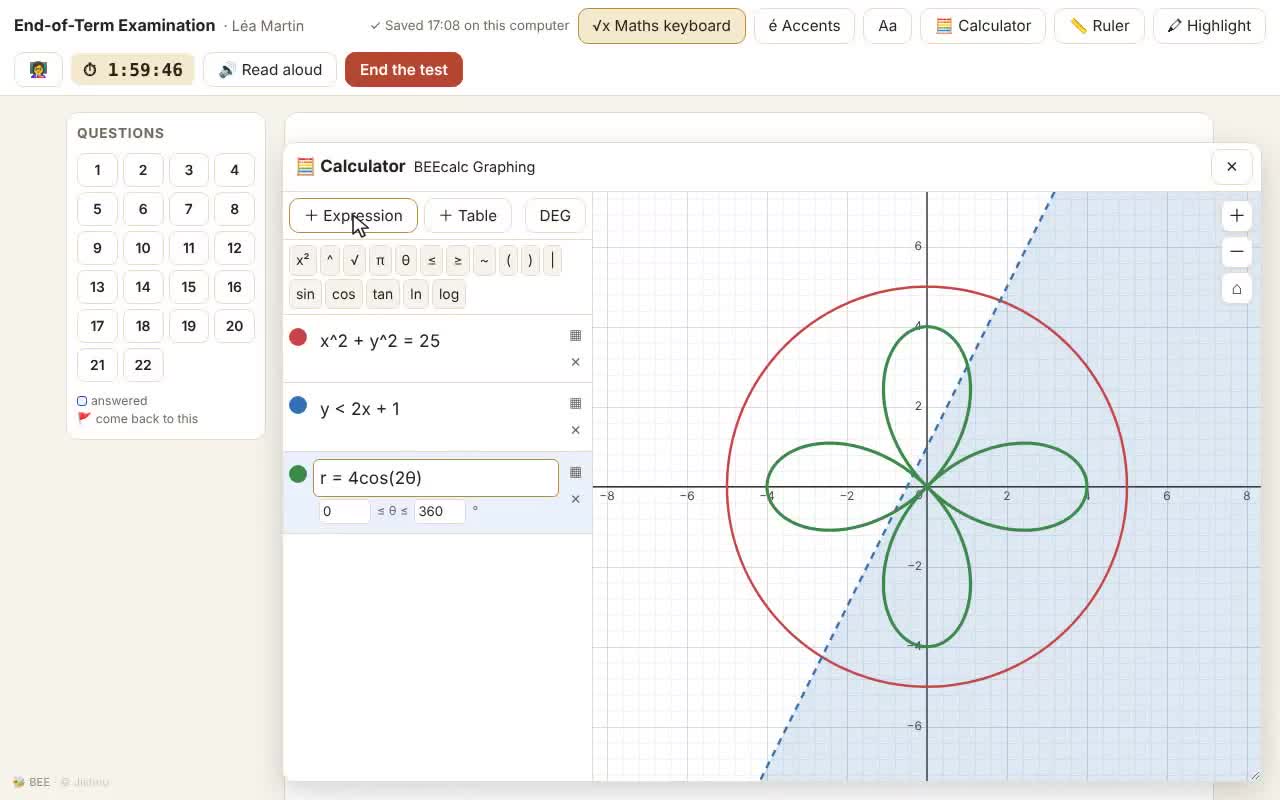 End-of-Term Examination · Léa Martin
✓ Saved 17:08 on this computer
√x Maths keyboard
é Accents
Aa
Calculator
Ruler
Highlight
1:59:46
Read aloud
End the test
QUESTIONS
1 2 3 4
5 6 7 8
9 10 11 12
13 14 15 16
17 18 19 20
21 22
answered
come back to this
Calculator BEEcalc Graphing
×
+ Expression
+ Table
DEG
x² ^ √ π θ ≤ ≥ ~ ( ) |
sin cos tan ln log
x^2 + y^2 = 25
×
y < 2x + 1
×
r = 4cos(2θ)
×
0 ≤ θ ≤ 360 °
6
4
2
−8 −6 −4 −2 0 2 4 6 8
−2
−4
−6
+
−
⌂
BEE · © Jishnu